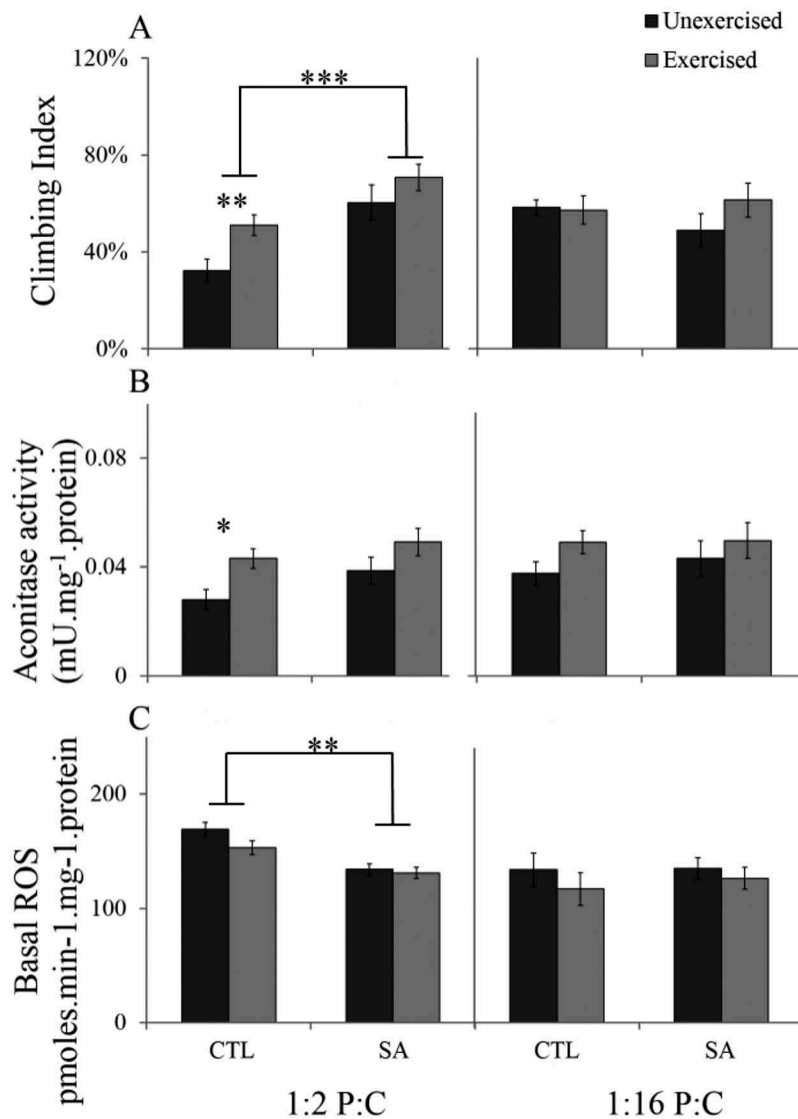 A
Unexercised
Exercised
120%
80%
40%
0%
Climbing Index
***
**
B
0.08
0.04
0
Aconitase activity
(mU.mg-1.protein)
*
C
200
100
0
Basal ROS
pmoles.min-1.mg-1.protein
**
CTL SA CTL SA
1:2 P:C 1:16 P:C